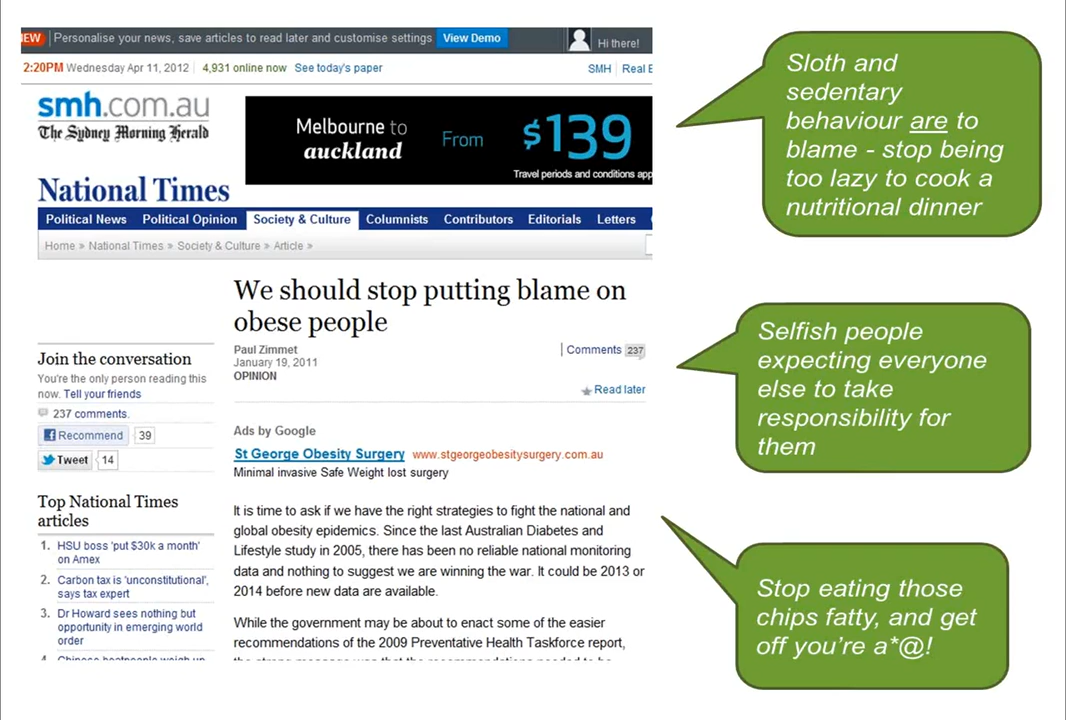 NEW Personalise your news, save articles to read later and customise settings View Demo Hi there!
2:20PM Wednesday Apr 11, 2012 4,931 online now See today's paper SMH Real E
smh.com.au
The Sydney Morning Herald
Melbourne to
auckland
From $139
Travel periods and conditions app
National Times
Political News Political Opinion Society & Culture Columnists Contributors Editorials Letters
Home » National Times » Society & Culture » Article »
We should stop putting blame on
obese people
Paul Zimmet
January 19, 2011
OPINION
Comments 237
Read later
Join the conversation
You're the only person reading this
now. Tell your friends
237 comments.
Recommend 39
Tweet 14
Top National Times
articles
1. HSU boss 'put $30k a month'
on Amex
2. Carbon tax is 'unconstitutional',
says tax expert
3. Dr Howard sees nothing but
opportunity in emerging world
order
4.
Ads by Google
St George Obesity Surgery www.stgeorgeobesitysurgery.com.au
Minimal invasive Safe Weight lost surgery
It is time to ask if we have the right strategies to fight the national and
global obesity epidemics. Since the last Australian Diabetes and
Lifestyle study in 2005, there has been no reliable national monitoring
data and nothing to suggest we are winning the war. It could be 2013 or
2014 before new data are available.
While the government may be about to enact some of the easier
recommendations of the 2009 Preventative Health Taskforce report,
Sloth and
sedentary
behaviour are to
blame - stop being
too lazy to cook a
nutritional dinner
Selfish people
expecting everyone
else to take
responsibility for
them
Stop eating those
chips fatty, and get
off you're a*@!